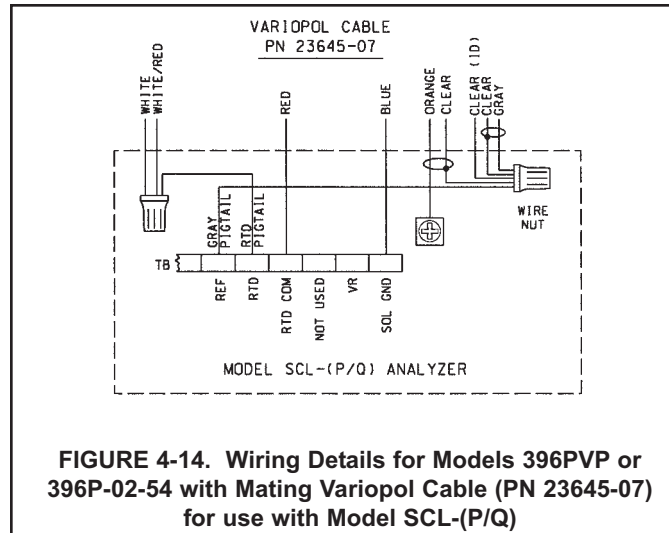 VARIOPOL CABLE
PN 23645-07
WHITE
WHITE/RED
RED
BLUE
ORANGE
CLEAR
CLEAR (ID)
CLEAR
GRAY
WIRE
NUT
GRAY
PIGTAIL
RTD
PIGTAIL
TB
REF
RTD
RTD COM
NOT USED
VR
SOL GND
MODEL SCL-(P/Q) ANALYZER
FIGURE 4-14. Wiring Details for Models 396PVP or
396P-02-54 with Mating Variopol Cable (PN 23645-07)
for use with Model SCL-(P/Q)